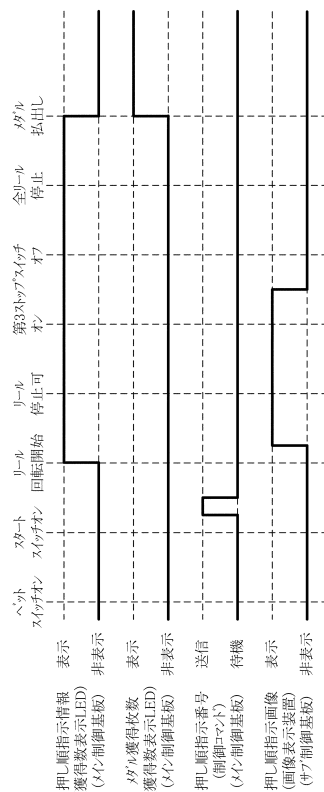 ベット
スイッチオン
スタート
スイッチオン
リール
回転開始
リール
停止可
第3ストップスイッチ
オン
オフ
全リール
停止
メダル
払出し
押し順指示情報
獲得数表示LED)
(メイン制御基板)
表示
非表示
メダル獲得枚数
獲得数表示LED)
(メイン制御基板)
表示
非表示
押し順指示番号
(制御コマンド)
(メイン制御基板)
送信
待機
押し順指示画像
(画像表示装置)
(サブ制御基板)
表示
非表示